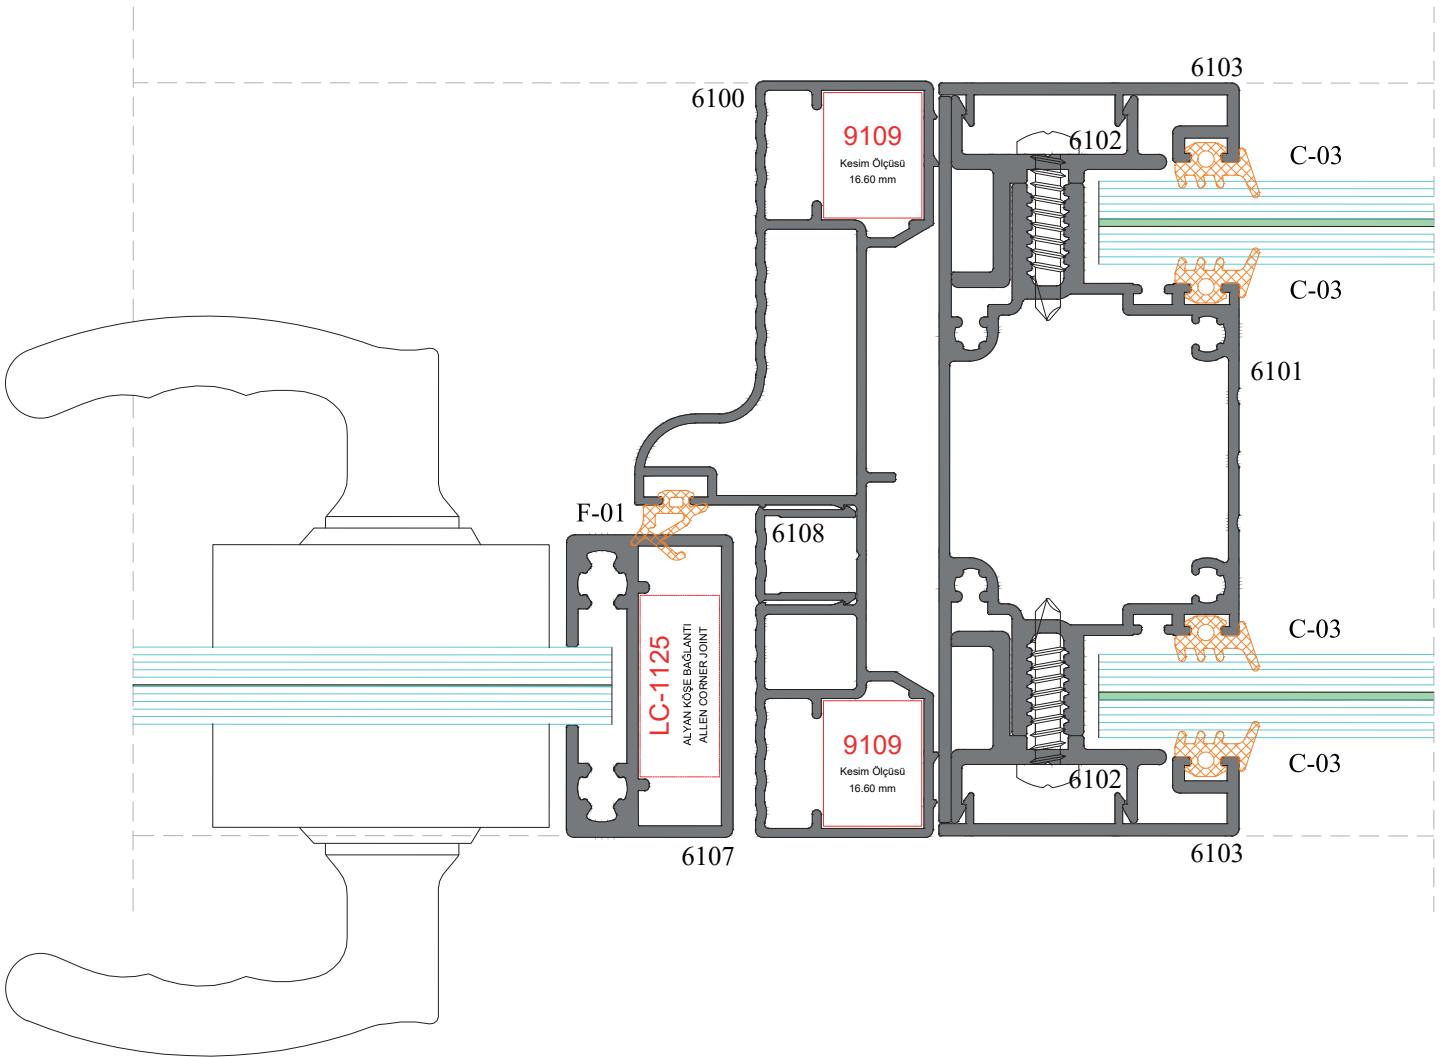 6103
6100
9109
Kesim Ölçüsü
16.60 mm
6102
C-03
C-03
6101
F-01
6108
LC-1125
ALYAN KÖŞE BAĞLANTI
ALLEN CORNER JOINT
C-03
9109
Kesim Ölçüsü
16.60 mm
6102
C-03
6107
6103